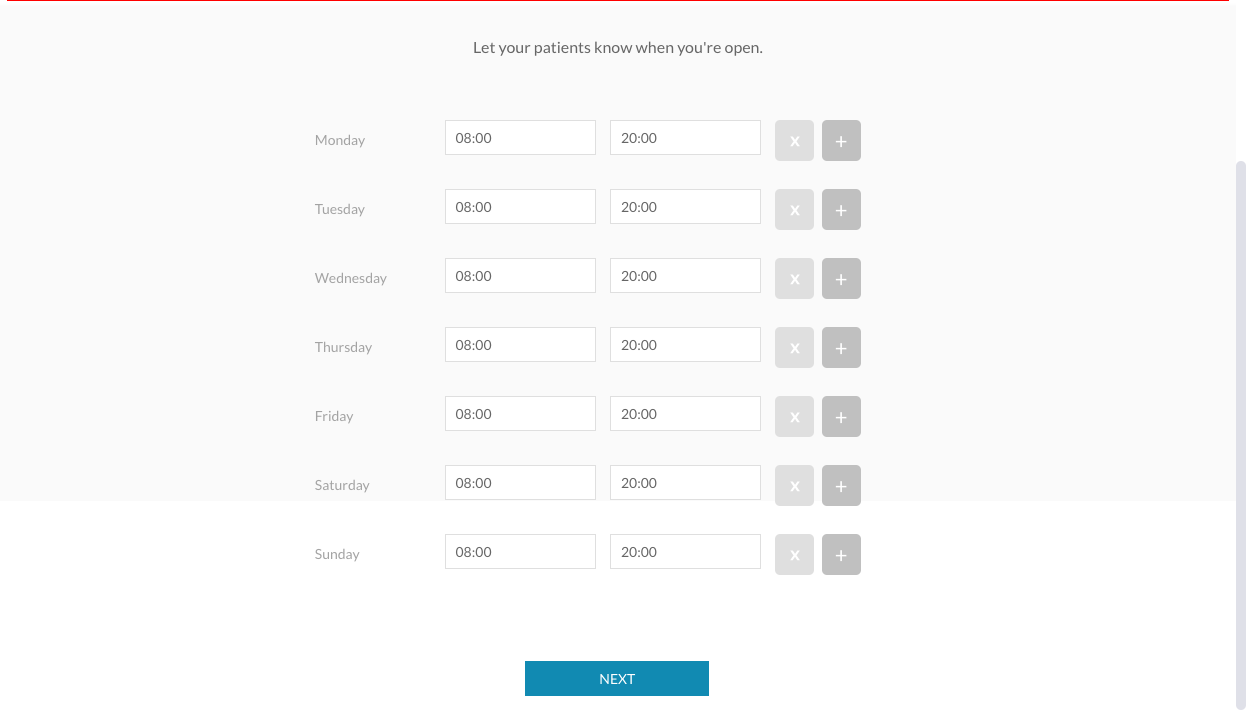 Let your patients know when you're open.
Monday 08:00 20:00 x +
Tuesday 08:00 20:00 x +
Wednesday 08:00 20:00 x +
Thursday 08:00 20:00 x +
Friday 08:00 20:00 x +
Saturday 08:00 20:00 x +
Sunday 08:00 20:00 x +
NEXT